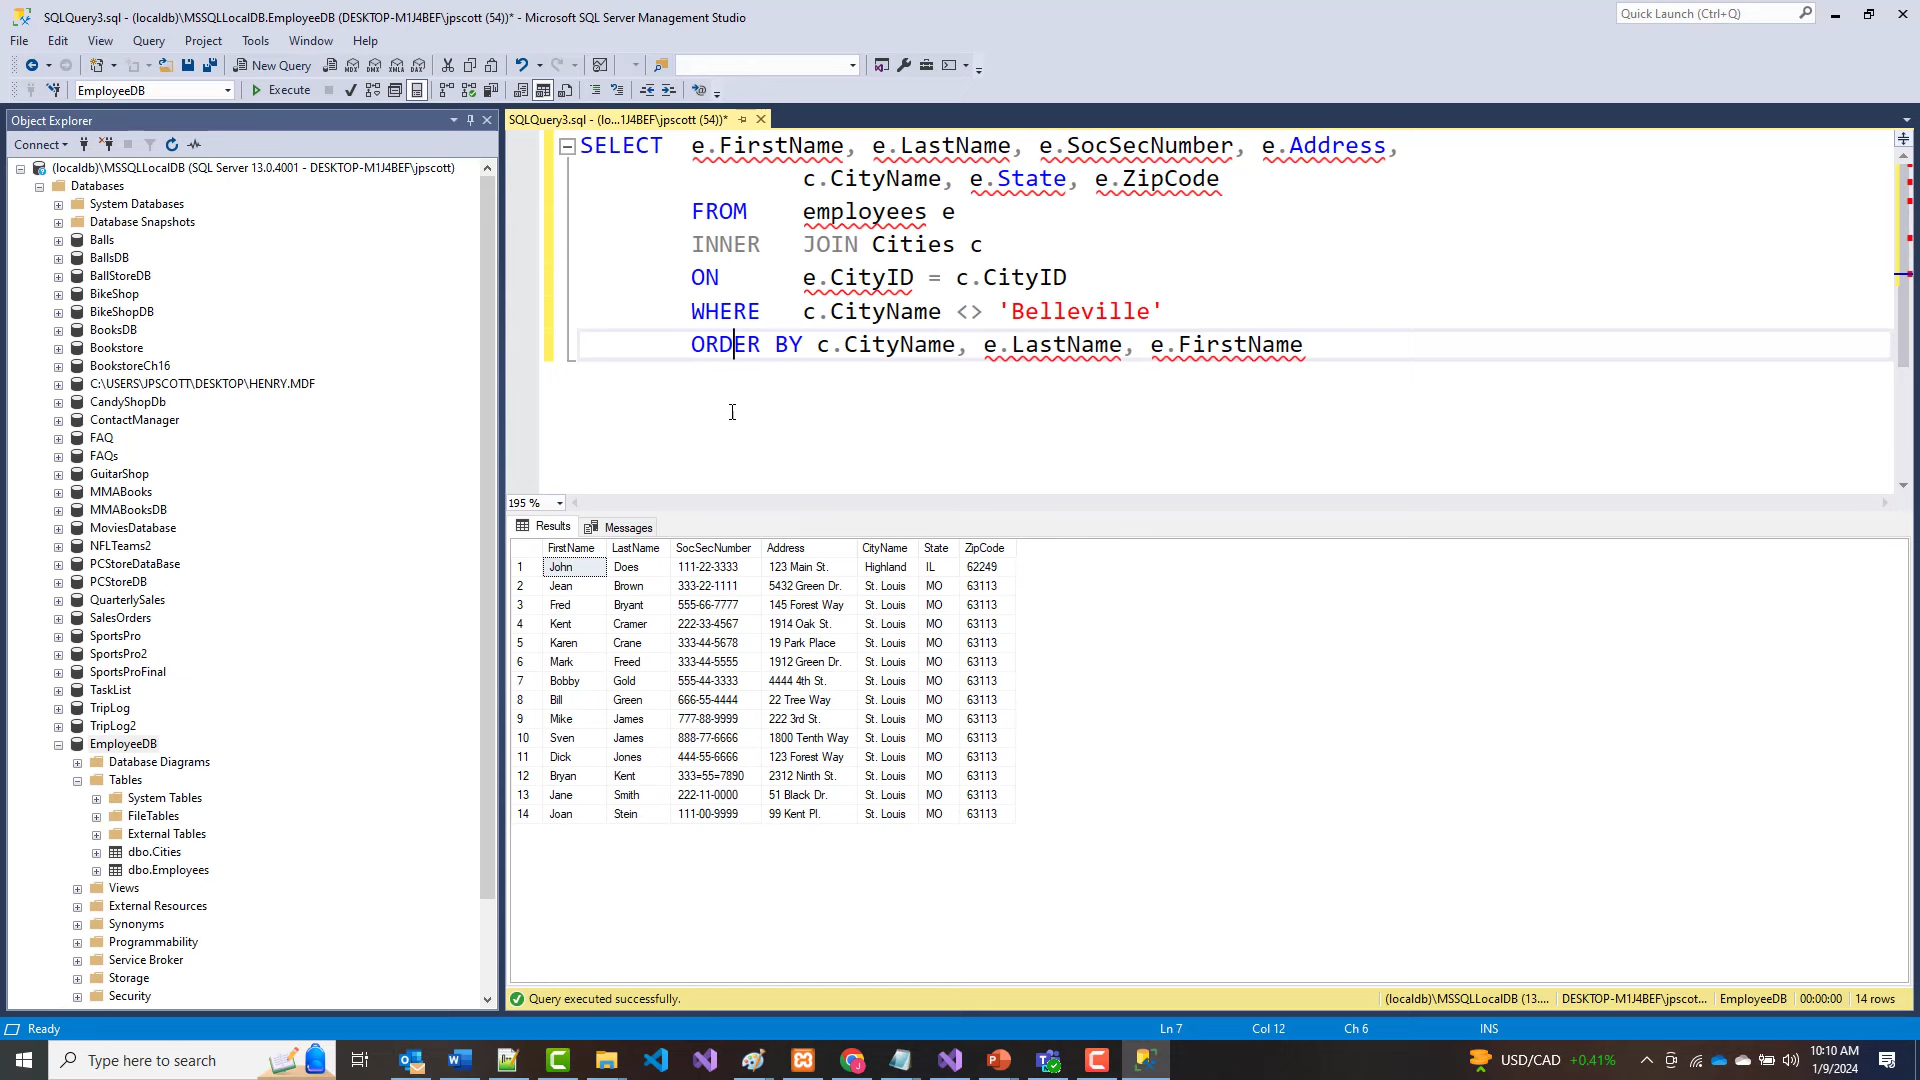 SQLQuery3.sql - (localdb)\MSSQLLocalDB.EmployeeDB (DESKTOP-M1J4BEF\jpscott (54))* - Microsoft SQL Server Management Studio
Quick Launch (Ctrl+Q)
File Edit View Query Project Tools Window Help
New Query
EmployeeDB
Execute
Object Explorer
Connect
(localdb)\MSSQLLocalDB (SQL Server 13.0.4001 - DESKTOP-M1J4BEF\jpscott)
Databases
System Databases
Database Snapshots
Balls
BallsDB
BallStoreDB
BikeShop
BikeShopDB
BooksDB
Bookstore
BookstoreCh16
C:\USERS\JPSCOTT\DESKTOP\HENRY.MDF
CandyShopDb
ContactManager
FAQ
FAQs
GuitarShop
MMABooks
MMABooksDB
MoviesDatabase
NFLTeams2
PCStoreDataBase
PCStoreDB
QuarterlySales
SalesOrders
SportsPro
SportsPro2
SportsProFinal
TaskList
TripLog
TripLog2
EmployeeDB
Database Diagrams
Tables
System Tables
FileTables
External Tables
dbo.Cities
dbo.Employees
Views
External Resources
Synonyms
Programmability
Service Broker
Storage
Security
SQLQuery3.sql - (lo...1J4BEF\jpscott (54))*
SELECT e.FirstName, e.LastName, e.SocSecNumber, e.Address,
c.CityName, e.State, e.ZipCode
FROM employees e
INNER JOIN Cities c
ON e.CityID = c.CityID
WHERE c.CityName <> 'Belleville'
ORDER BY c.CityName, e.LastName, e.FirstName
195 %
Results Messages
FirstName LastName SocSecNumber Address CityName State ZipCode
1 John Does 111-22-3333 123 Main St. Highland IL 62249
2 Jean Brown 333-22-1111 5432 Green Dr. St. Louis MO 63113
3 Fred Bryant 555-66-7777 145 Forest Way St. Louis MO 63113
4 Kent Cramer 222-33-4567 1914 Oak St. St. Louis MO 63113
5 Karen Crane 333-44-5678 19 Park Place St. Louis MO 63113
6 Mark Freed 333-44-5555 1912 Green Dr. St. Louis MO 63113
7 Bobby Gold 555-44-3333 4444 4th St. St. Louis MO 63113
8 Bill Green 666-55-4444 22 Tree Way St. Louis MO 63113
9 Mike James 777-88-9999 222 3rd St. St. Louis MO 63113
10 Sven James 888-77-6666 1800 Tenth Way St. Louis MO 63113
11 Dick Jones 444-55-6666 123 Forest Way St. Louis MO 63113
12 Bryan Kent 333=55=7890 2312 Ninth St. St. Louis MO 63113
13 Jane Smith 222-11-0000 51 Black Dr. St. Louis MO 63113
14 Joan Stein 111-00-9999 99 Kent Pl. St. Louis MO 63113
Query executed successfully.
(localdb)\MSSQLLocalDB (13.... DESKTOP-M1J4BEF\jpscot... EmployeeDB 00:00:00 14 rows
Ready
Ln 7 Col 12 Ch 6 INS
Type here to search
USD/CAD +0.41%
10:10 AM
1/9/2024